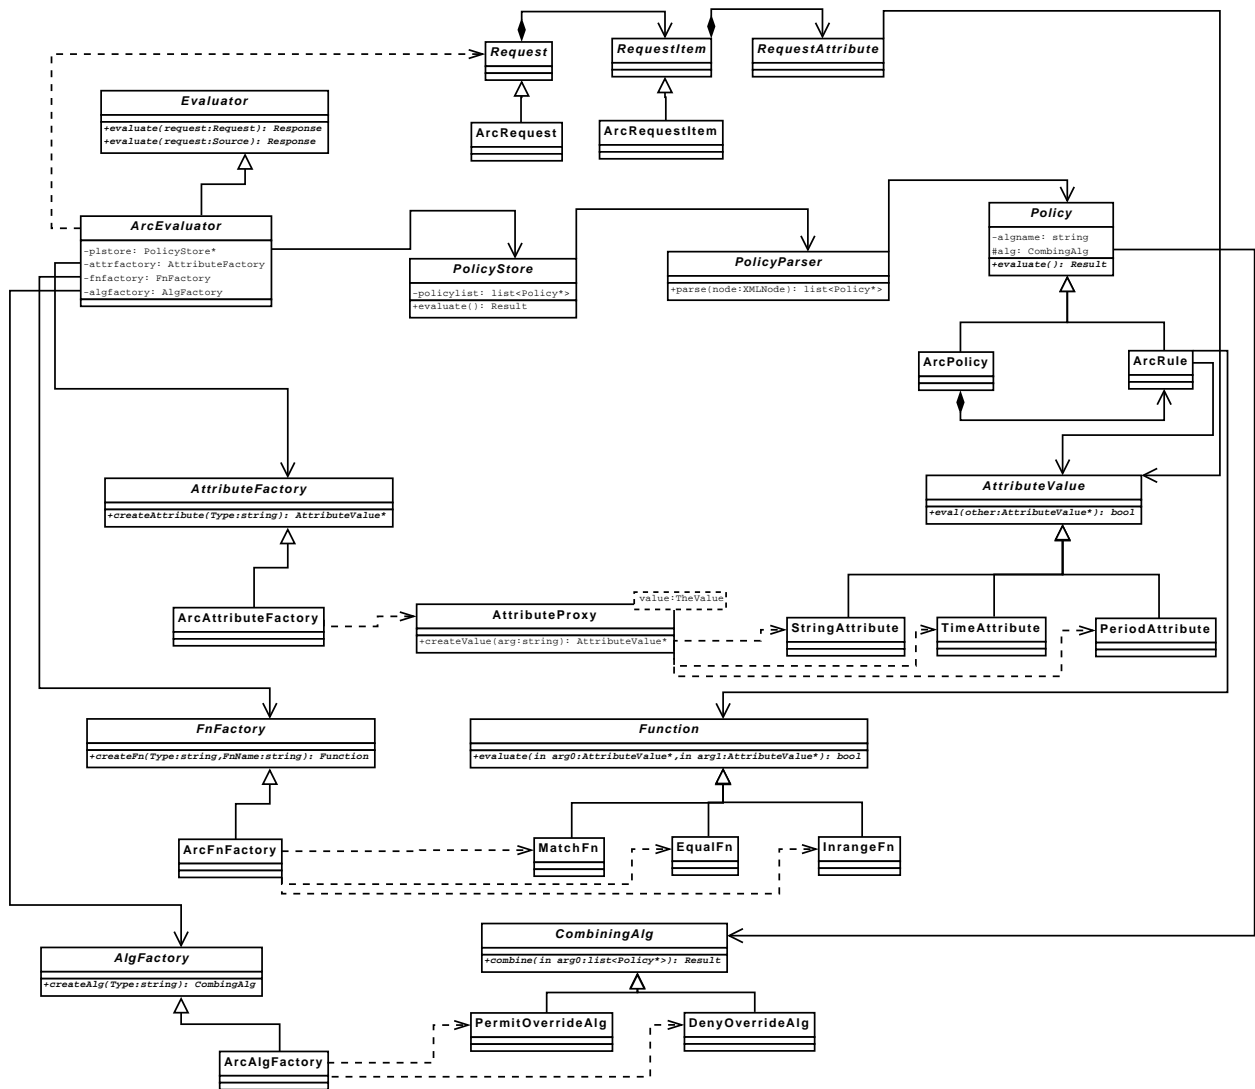 Request
RequestItem
RequestAttribute
Evaluator
+evaluate(request:Request): Response
+evaluate(request:Source): Response
ArcRequest
ArcRequestItem
ArcEvaluator
-plstore: PolicyStore*
-attrfactory: AttributeFactory
-fnfactory: FnFactory
-algfactory: AlgFactory
PolicyStore
-policylist: list<Policy*>
+evaluate(): Result
PolicyParser
+parse(node:XMLNode): list<Policy*>
Policy
-algname: string
#alg: CombingAlg
+evaluate(): Result
ArcPolicy
ArcRule
AttributeFactory
+createAttribute(Type:string): AttributeValue*
AttributeValue
+eval(other:AttributeValue*): bool
ArcAttributeFactory
value:TheValue
AttributeProxy
+createValue(arg:string): AttributeValue*
StringAttribute
TimeAttribute
PeriodAttribute
FnFactory
+createFn(Type:string,FnName:string): Function
Function
+evaluate(in arg0:AttributeValue*,in arg1:AttributeValue*): bool
ArcFnFactory
MatchFn
EqualFn
InrangeFn
AlgFactory
+createAlg(Type:string): CombingAlg
CombiningAlg
+combine(in arg0:list<Policy*>): Result
PermitOverrideAlg
DenyOverrideAlg
ArcAlgFactory